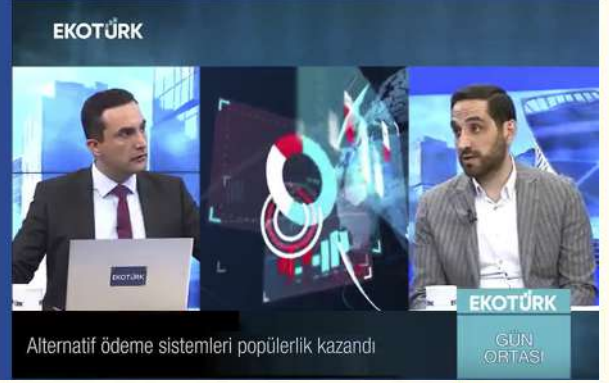 EKOTÜRK
EKOTÜRK
EKOTÜRK
Alternatif ödeme sistemleri popülerlik kazandı
GÜN
ORTASI